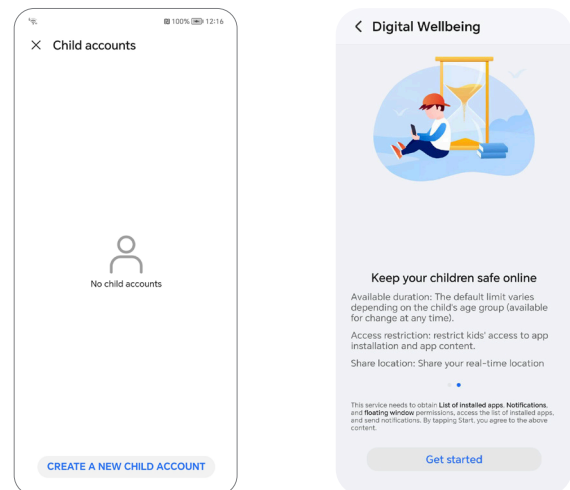 100% 12:16
Child accounts
No child accounts
CREATE A NEW CHILD ACCOUNT
Digital Wellbeing
Keep your children safe online
Available duration: The default limit varies
depending on the child's age group (available
for change at any time).
Access restriction: restrict kids' access to app
installation and app content.
Share location: Share your real-time location
This service needs to obtain List of installed apps, Notifications,
and floating window permissions, access the list of installed apps,
and send notifications. By tapping Start, you agree to the above
content.
Get started